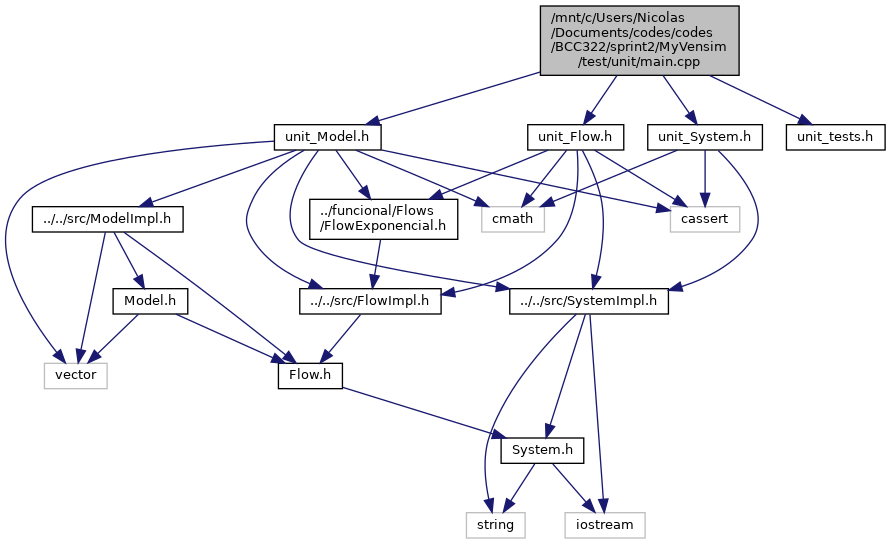 /mnt/c/Users/Nicolas
/Documents/codes/codes
/BCC322/sprint2/MyVensim
/test/unit/main.cpp
unit_Model.h
unit_Flow.h
unit_System.h
unit_tests.h
../../src/ModelImpl.h
../funcional/Flows
/FlowExponencial.h
cmath
cassert
Model.h
../../src/FlowImpl.h
../../src/SystemImpl.h
vector
Flow.h
System.h
string
iostream